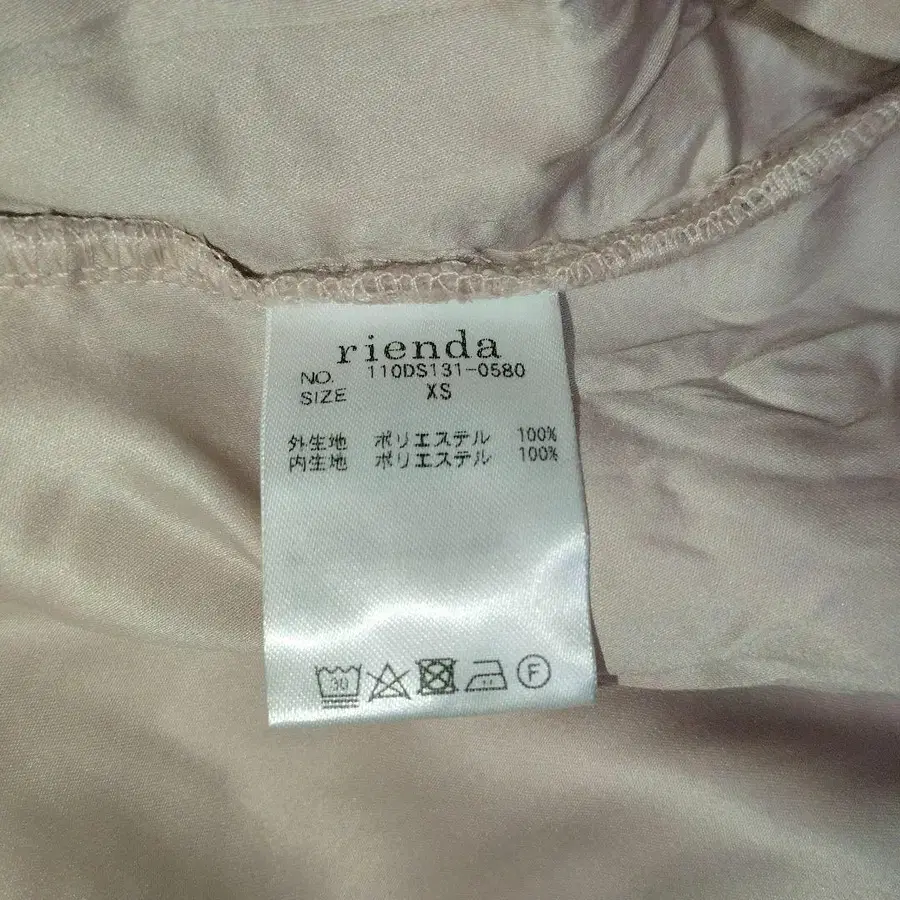 rienda
NO. 110DS131-0580
SIZE XS
外生地 ポリエステル 100%
内生地 ポリエステル 100%
30 F